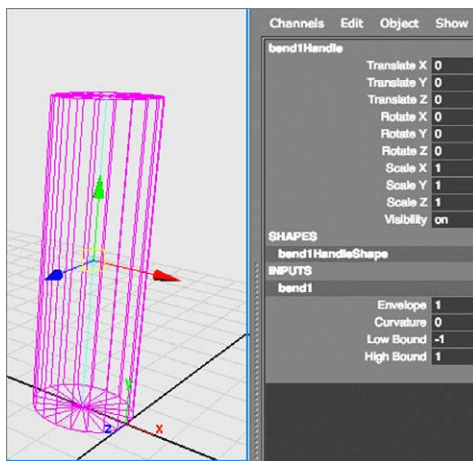 Channels Edit Object Show
bend1Handle
Translate X 0
Translate Y 0
Translate Z 0
Rotate X 0
Rotate Y 0
Rotate Z 0
Scale X 1
Scale Y 1
Scale Z 1
Visibility on
SHAPES
bend1HandleShape
INPUTS
bend1
Envelope 1
Curvature 0
Low Bound -1
High Bound 1
y
z x